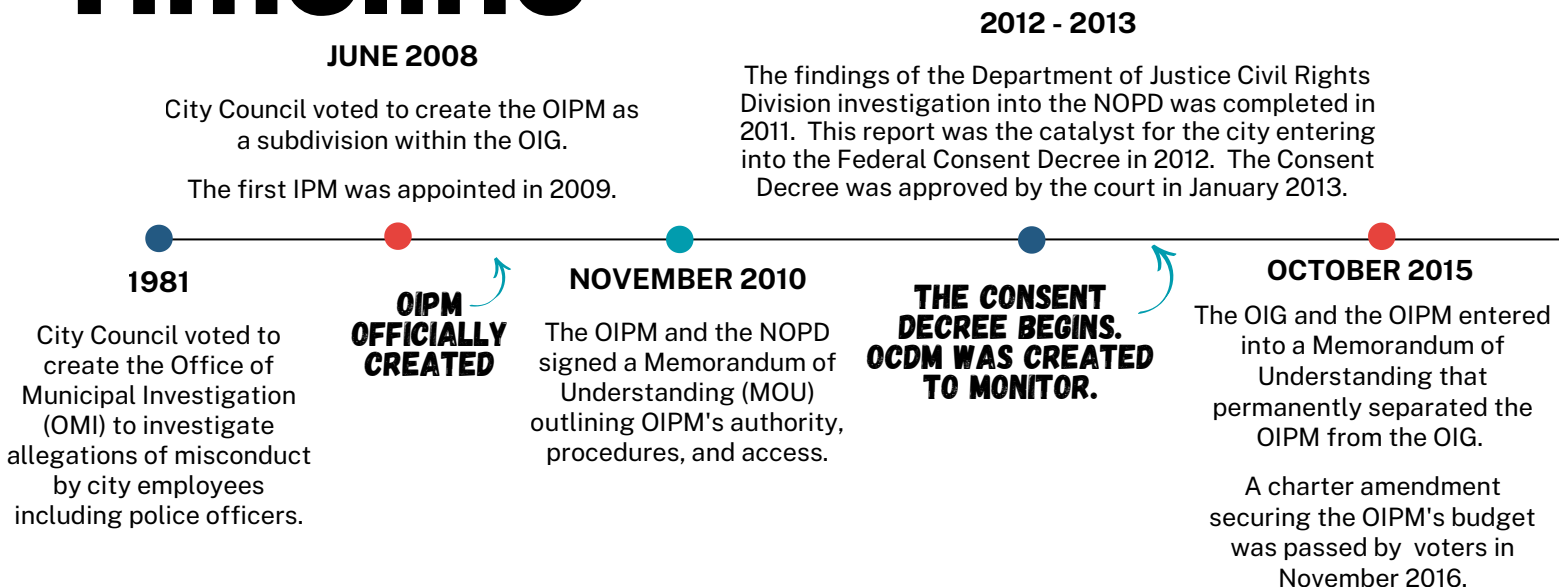 Timeline
JUNE 2008
City Council voted to create the OIPM as
a subdivision within the OIG.
The first IPM was appointed in 2009.
2012 - 2013
The findings of the Department of Justice Civil Rights
Division investigation into the NOPD was completed in
2011.  This report was the catalyst for the city entering
into the Federal Consent Decree in 2012.  The Consent
Decree was approved by the court in January 2013.
1981
City Council voted to
create the Office of
Municipal Investigation
(OMI) to investigate
allegations of misconduct
by city employees
including police officers.
OIPM
OFFICIALLY
CREATED
NOVEMBER 2010
The OIPM and the NOPD
signed a Memorandum of
Understanding (MOU)
outlining OIPM's authority,
procedures, and access.
THE CONSENT
DECREE BEGINS.
OCDM WAS CREATED
TO MONITOR.
OCTOBER 2015
The OIG and the OIPM entered
into a Memorandum of
Understanding that
permanently separated the
OIPM from the OIG.
A charter amendment
securing the OIPM's budget
was passed by  voters in
November 2016.